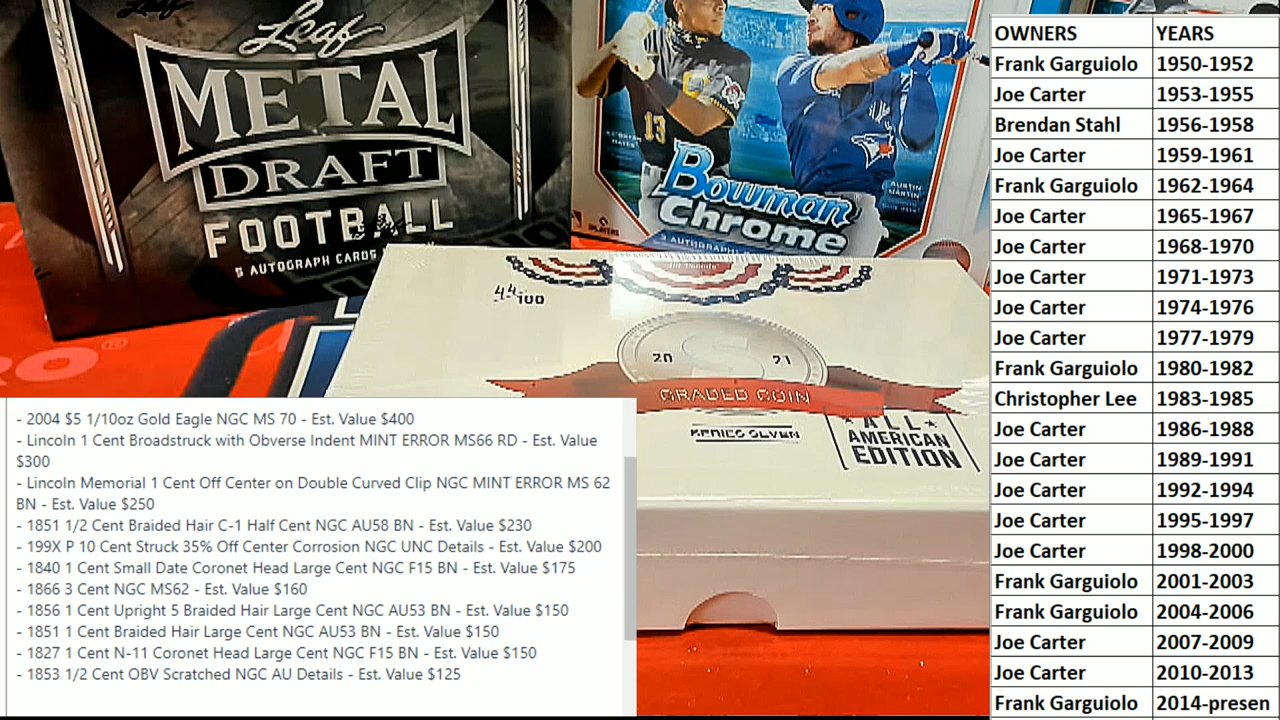 Leaf
METAL
DRAFT
FOOTBALL
5 AUTOGRAPH CARDS
13
Bowman
Chrome
2 AUTOGRAPH
AUSTIN
MARTIN
44 100
20 21
GRADED COIN
SERIES SEVEN
ALL
AMERICAN
EDITION
- 2004 $5 1/10oz Gold Eagle NGC MS 70 - Est. Value $400
- Lincoln 1 Cent Broadstruck with Obverse Indent MINT ERROR MS66 RD - Est. Value
$300
- Lincoln Memorial 1 Cent Off Center on Double Curved Clip NGC MINT ERROR MS 62
BN - Est. Value $250
- 1851 1/2 Cent Braided Hair C-1 Half Cent NGC AU58 BN - Est. Value $230
- 199X P 10 Cent Struck 35% Off Center Corrosion NGC UNC Details - Est. Value $200
- 1840 1 Cent Small Date Coronet Head Large Cent NGC F15 BN - Est. Value $175
- 1866 3 Cent NGC MS62 - Est. Value $160
- 1856 1 Cent Upright 5 Braided Hair Large Cent NGC AU53 BN - Est. Value $150
- 1851 1 Cent Braided Hair Large Cent NGC AU53 BN - Est. Value $150
- 1827 1 Cent N-11 Coronet Head Large Cent NGC F15 BN - Est. Value $150
- 1853 1/2 Cent OBV Scratched NGC AU Details - Est. Value $125
OWNERS YEARS
Frank Garguiolo 1950-1952
Joe Carter 1953-1955
Brendan Stahl 1956-1958
Joe Carter 1959-1961
Frank Garguiolo 1962-1964
Joe Carter 1965-1967
Joe Carter 1968-1970
Joe Carter 1971-1973
Joe Carter 1974-1976
Joe Carter 1977-1979
Frank Garguiolo 1980-1982
Christopher Lee 1983-1985
Joe Carter 1986-1988
Joe Carter 1989-1991
Joe Carter 1992-1994
Joe Carter 1995-1997
Joe Carter 1998-2000
Frank Garguiolo 2001-2003
Frank Garguiolo 2004-2006
Joe Carter 2007-2009
Joe Carter 2010-2013
Frank Garguiolo 2014-presen